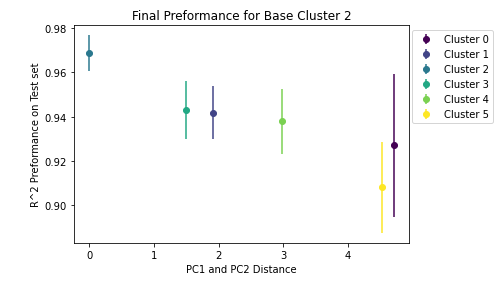 Final Preformance for Base Cluster 2
R^2 Preformance on Test set
0.98
0.96
0.94
0.92
0.90
0
1
2
3
4
PC1 and PC2 Distance
Cluster 0
Cluster 1
Cluster 2
Cluster 3
Cluster 4
Cluster 5